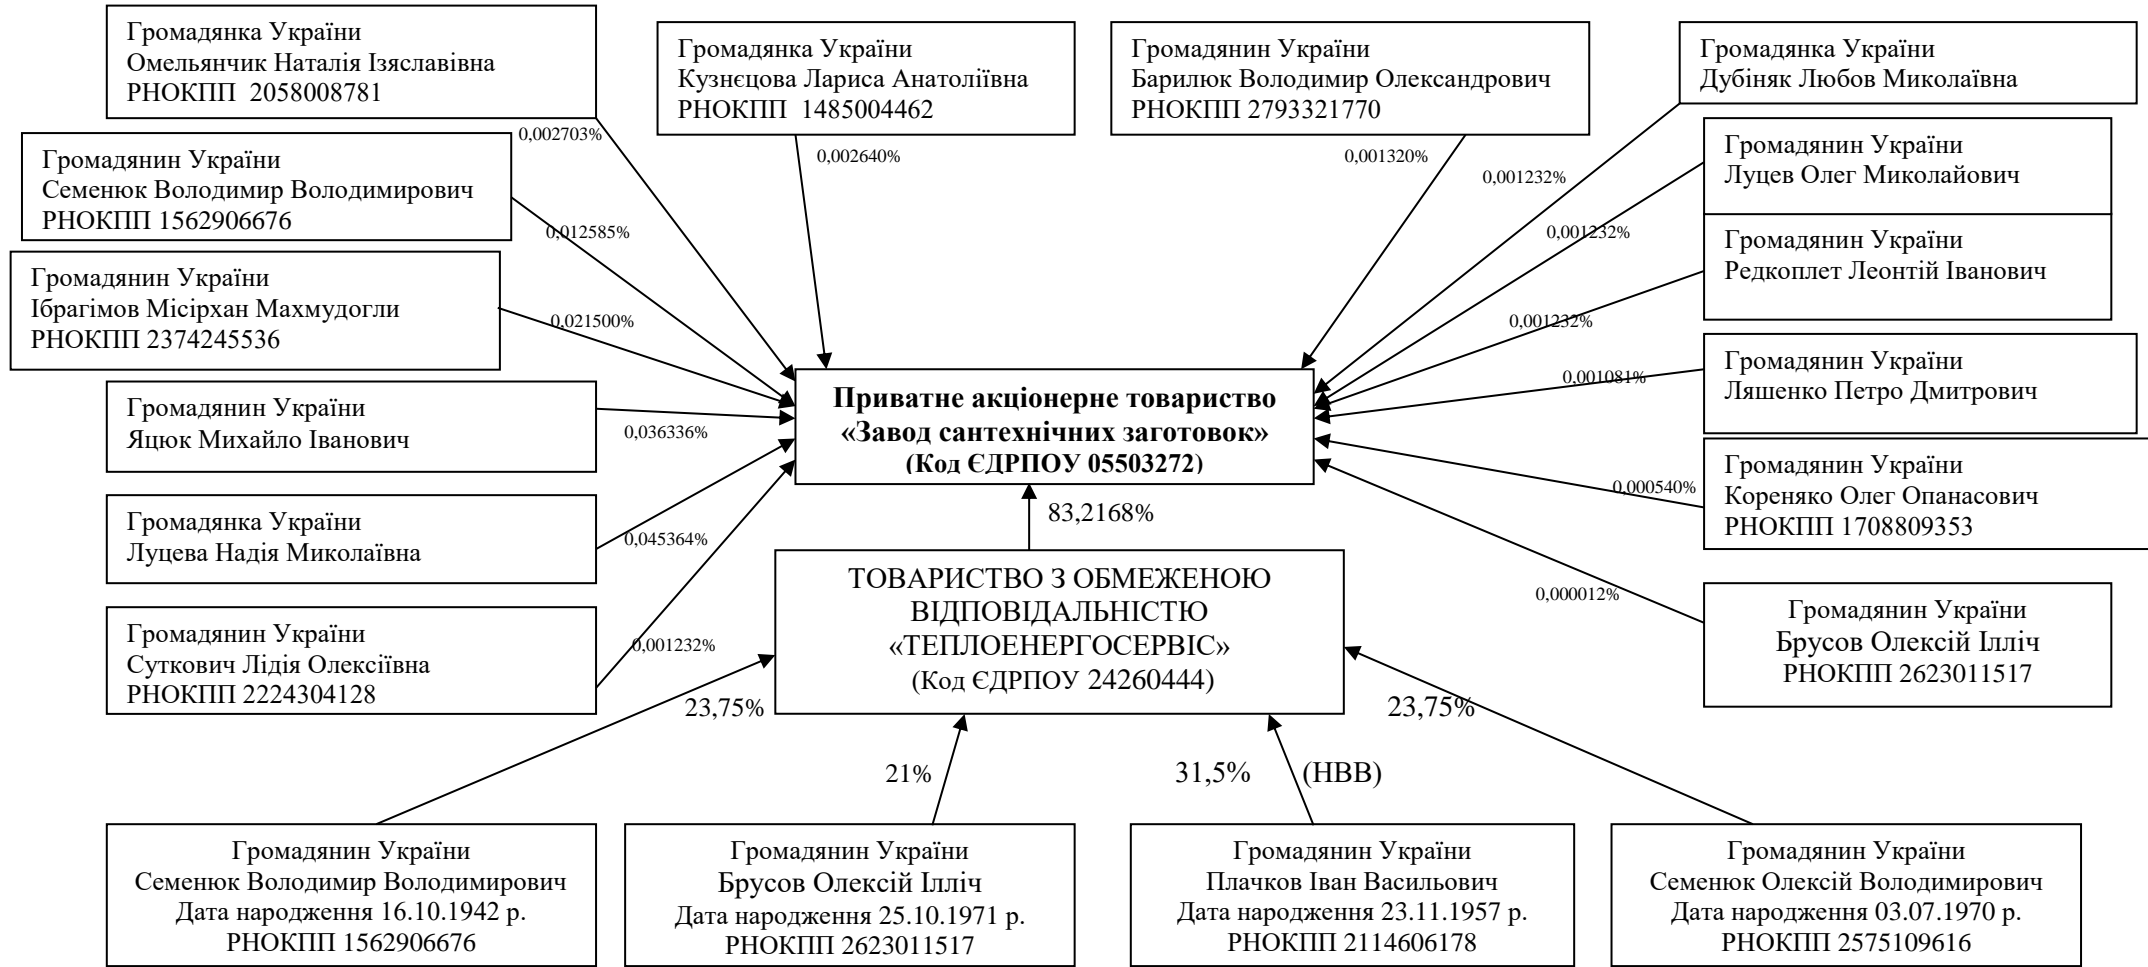 Громадянка України
Омельянчик Наталія Ізяславівна
РНОКПП 2058008781
Громадянка України
Кузнєцова Лариса Анатоліївна
РНОКПП 1485004462
Громадянин України
Барилюк Володимир Олександрович
РНОКПП 2793321770
Громадянка України
Дубіняк Любов Миколаївна
0,002703%
0,002640%
0,001320%
0,001232%
Громадянин України
Семенюк Володимир Володимирович
РНОКПП 1562906676
0,012585%
Громадянин України
Луцев Олег Миколайович
0,001232%
Громадянин України
Ібрагімов Місірхан Махмудогли
РНОКПП 2374245536
0,021500%
Громадянин України
Редкоплет Леонтій Іванович
0,001232%
Громадянин України
Ляшенко Петро Дмитрович
0,001081%
Громадянин України
Яцюк Михайло Іванович
0,036336%
Приватне акціонерне товариство
«Завод сантехнічних заготовок»
(Код ЄДРПОУ 05503272)
Громадянин України
Кореняко Олег Опанасович
РНОКПП 1708809353
0,000540%
Громадянка України
Луцева Надія Миколаївна
0,045364%
83,2168%
ТОВАРИСТВО З ОБМЕЖЕНОЮ
ВІДПОВІДАЛЬНІСТЮ
«ТЕПЛОЕНЕРГОСЕРВІС»
(Код ЄДРПОУ 24260444)
0,000012%
Громадянин України
Брусов Олексій Ілліч
РНОКПП 2623011517
Громадянин України
Суткович Лідія Олексіївна
РНОКПП 2224304128
0,001232%
23,75%
21%
31,5%
(НВВ)
23,75%
Громадянин України
Семенюк Володимир Володимирович
Дата народження 16.10.1942 р.
РНОКПП 1562906676
Громадянин України
Брусов Олексій Ілліч
Дата народження 25.10.1971 р.
РНОКПП 2623011517
Громадянин України
Плачков Іван Васильович
Дата народження 23.11.1957 р.
РНОКПП 2114606178
Громадянин України
Семенюк Олексій Володимирович
Дата народження 03.07.1970 р.
РНОКПП 2575109616